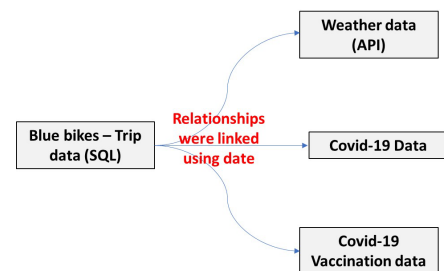 Weather data
(API)
Blue bikes – Trip
data (SQL)
Relationships
were linked
using date
Covid-19 Data
Covid-19
Vaccination data